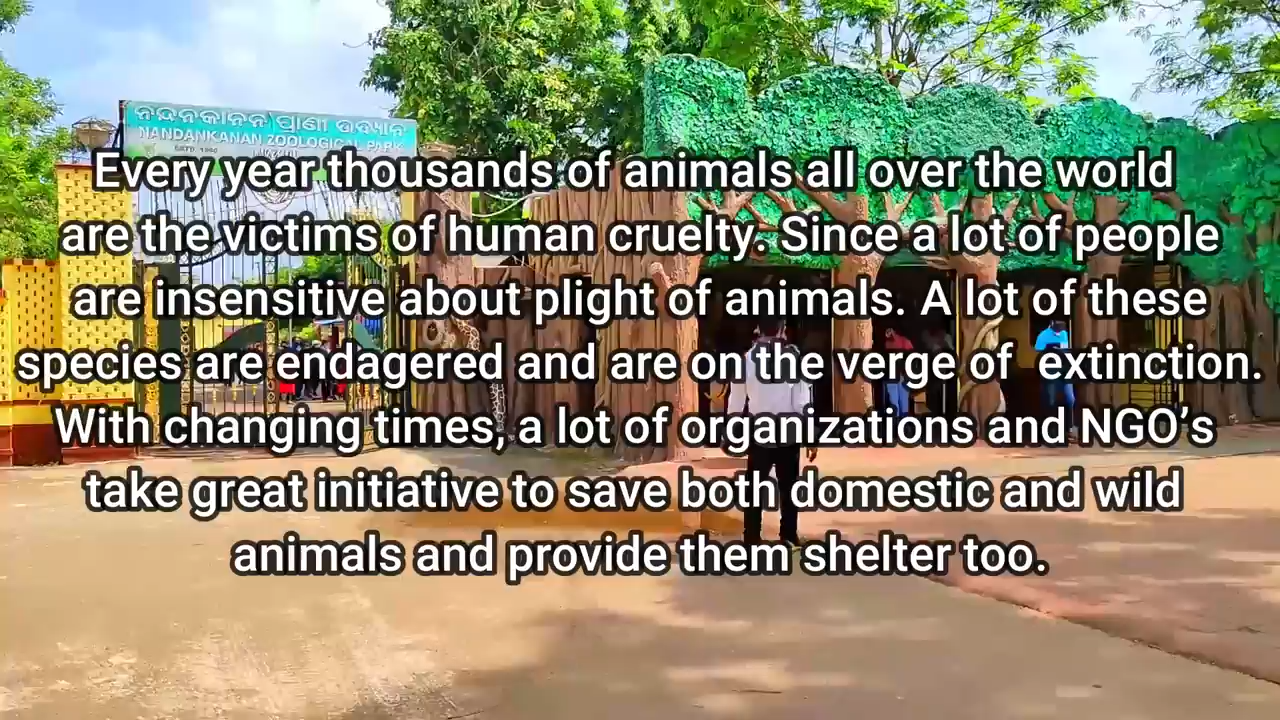 ନନ୍ଦନକାନନ ପ୍ରାଣୀ ଉଦ୍ୟାନ
NANDANKANAN ZOOLOGICAL PARK
ESTD 1960
Every year thousands of animals all over the world
are the victims of human cruelty. Since a lot of people
are insensitive about plight of animals. A lot of these
species are endagered and are on the verge of  extinction.
With changing times, a lot of organizations and NGO’s
take great initiative to save both domestic and wild
animals and provide them shelter too.